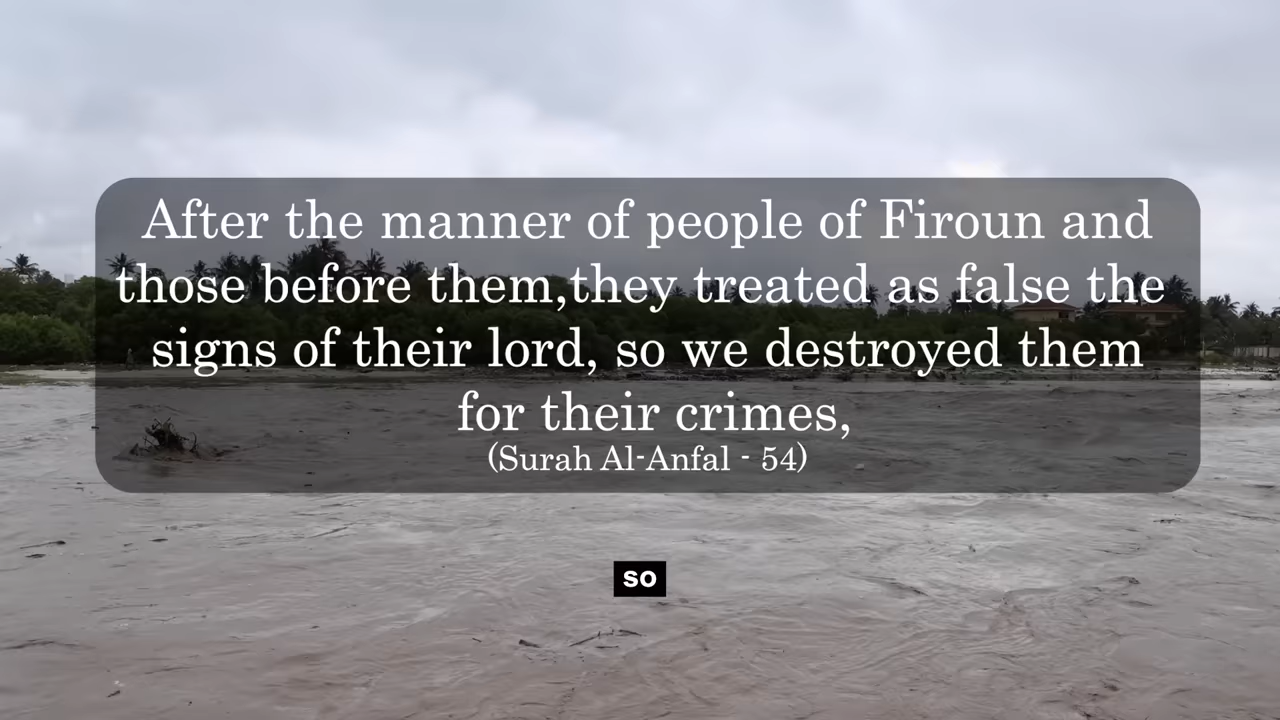 After the manner of people of Firoun and
those before them,they treated as false the
signs of their lord, so we destroyed them
for their crimes,
(Surah Al-Anfal - 54)
so